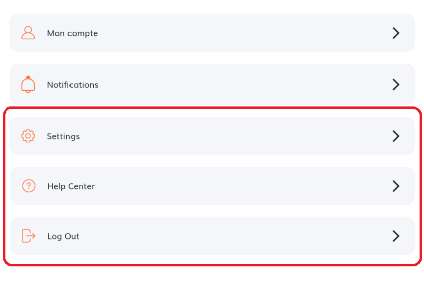 Mon compte
Notifications
Settings
Help Center
Log Out